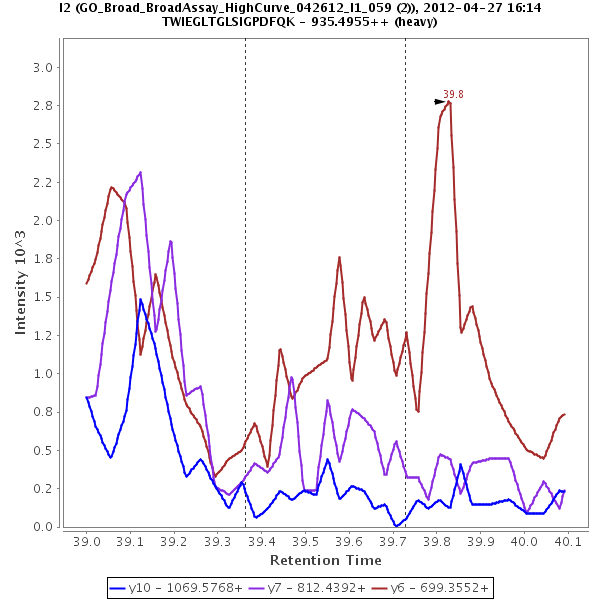 I2 (GO_Broad_BroadAssay_HighCurve_042612_I1_059 (2)), 2012-04-27 16:14
TWIEGLTGLSIGPDFQK - 935.4955++ (heavy)
39.8
3.0
2.8
2.5
2.2
2.0
1.8
1.5
1.2
1.0
0.8
0.5
0.2
0.0
Intensity 10^3
39.0 39.1 39.2 39.3 39.4 39.5 39.6 39.7 39.8 39.9 40.0 40.1
Retention Time
y10 - 1069.5768+ y7 - 812.4392+ y6 - 699.3552+